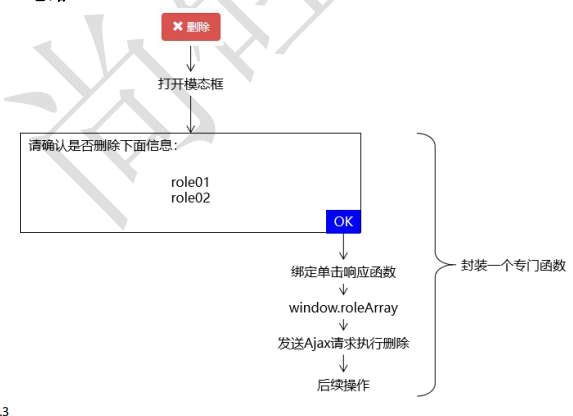 删除
打开模态框
请确认是否删除下面信息：
role01
role02
OK
绑定单击响应函数
window.roleArray
发送Ajax请求执行删除
后续操作
封装一个专门函数
.3